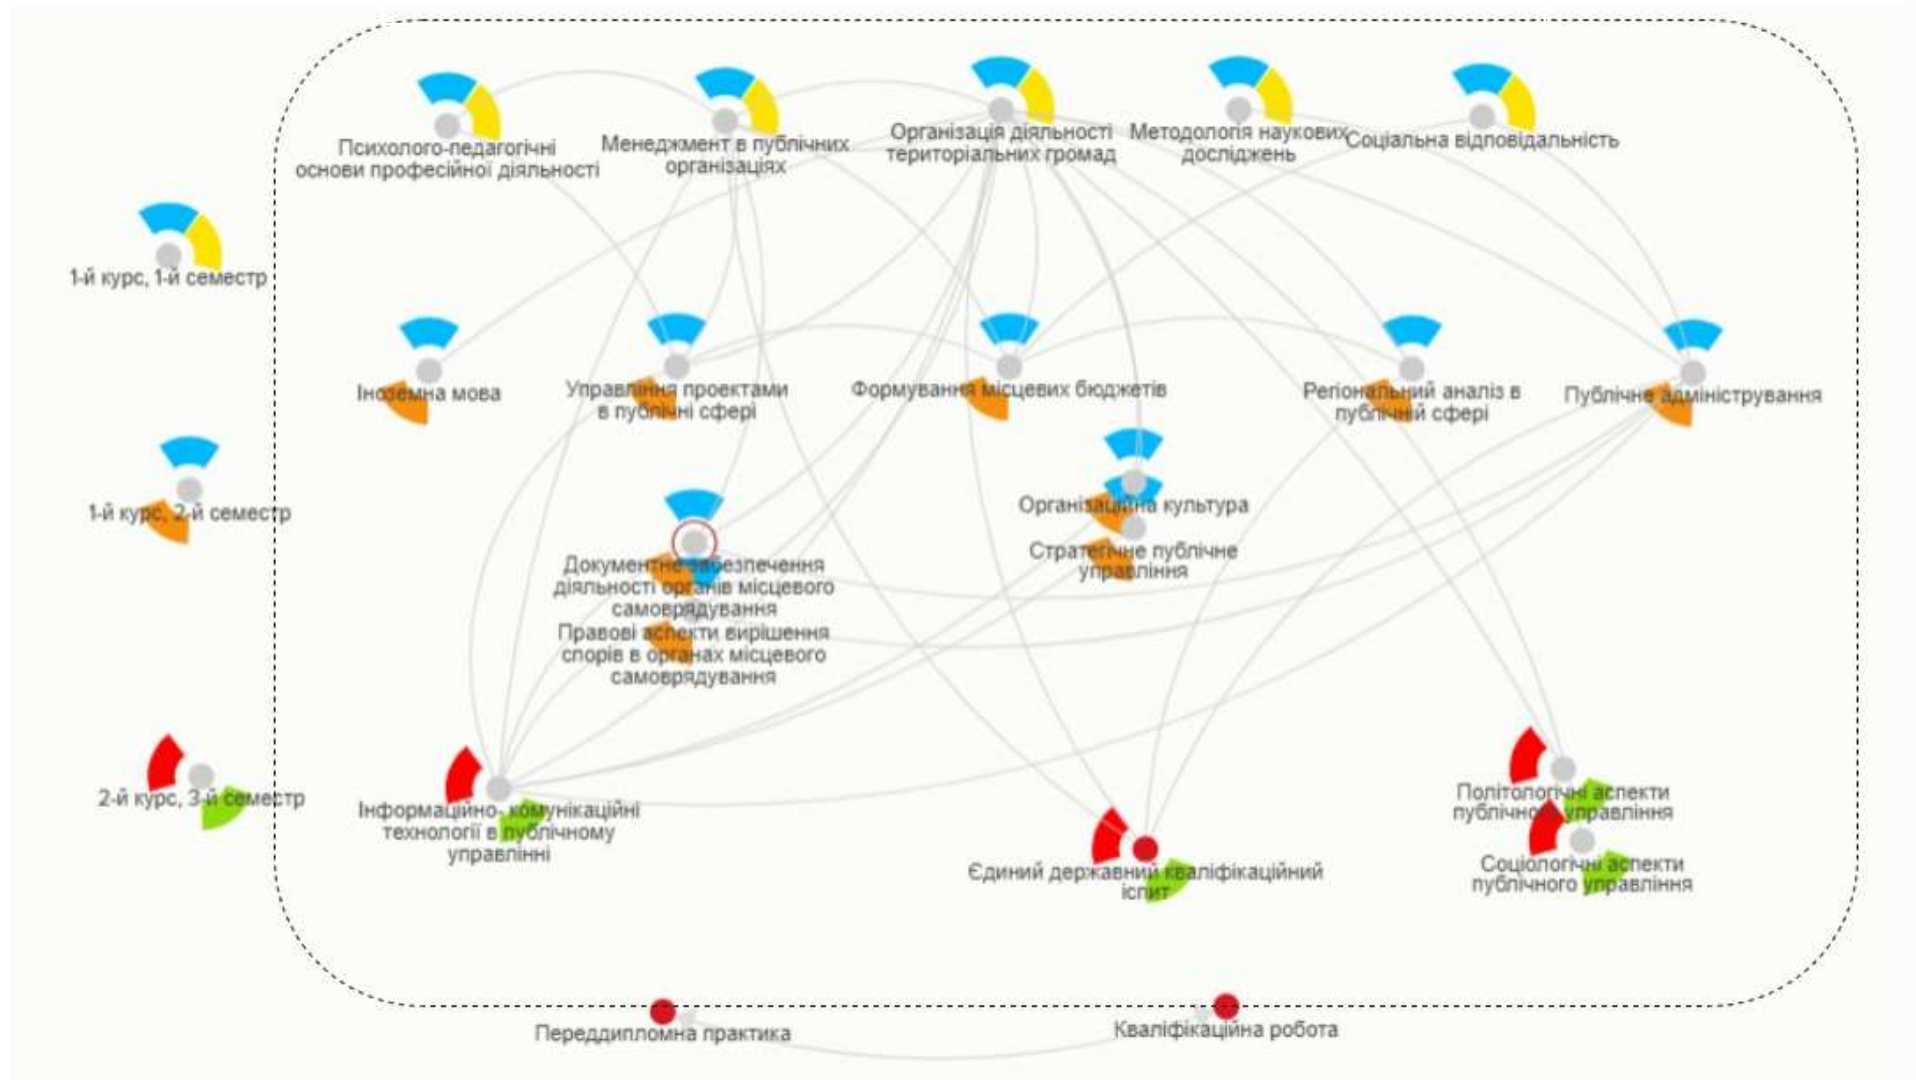 Психолого-педагогічні
основи професійної діяльності
Менеджмент в публічних
організаціях
Організація діяльності
територіальних громад
Методологія наукових
досліджень
Соціальна відповідальність
1-й курс, 1-й семестр
Іноземна мова
Управління проектами
в публічні сфері
Формування місцевих бюджетів
Регіональний аналіз в
публічній сфері
Публічне адміністрування
1-й курс, 2-й семестр
Організаційна культура
Стратегічне публічне
управління
Документне забезпечення
діяльності органів місцевого
самоврядування
Правові аспекти вирішення
спорів в органах місцевого
самоврядування
2-й курс, 3-й семестр
Інформаційно- комунікаційні
технології в публічному
управлінні
Єдиний державний кваліфікаційний
іспит
Політологічні аспекти
публічного управління
Соціологічні аспекти
публічного управління
Переддипломна практика
Кваліфікаційна робота